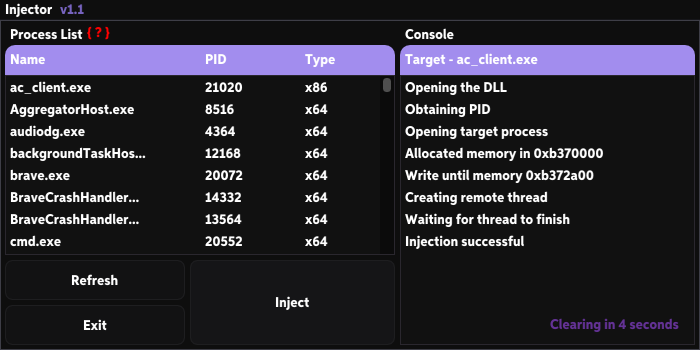 Injector v1.1
Process List { ? }
Name PID Type
ac_client.exe 21020 x86
AggregatorHost.exe 8516 x64
audiodg.exe 4364 x64
backgroundTaskHos... 12168 x64
brave.exe 20072 x64
BraveCrashHandler... 14332 x64
BraveCrashHandler... 13564 x64
cmd.exe 20552 x64
Refresh
Exit
Inject
Console
Target - ac_client.exe
Opening the DLL
Obtaining PID
Opening target process
Allocated memory in 0xb370000
Write until memory 0xb372a00
Creating remote thread
Waiting for thread to finish
Injection successful
Clearing in 4 seconds